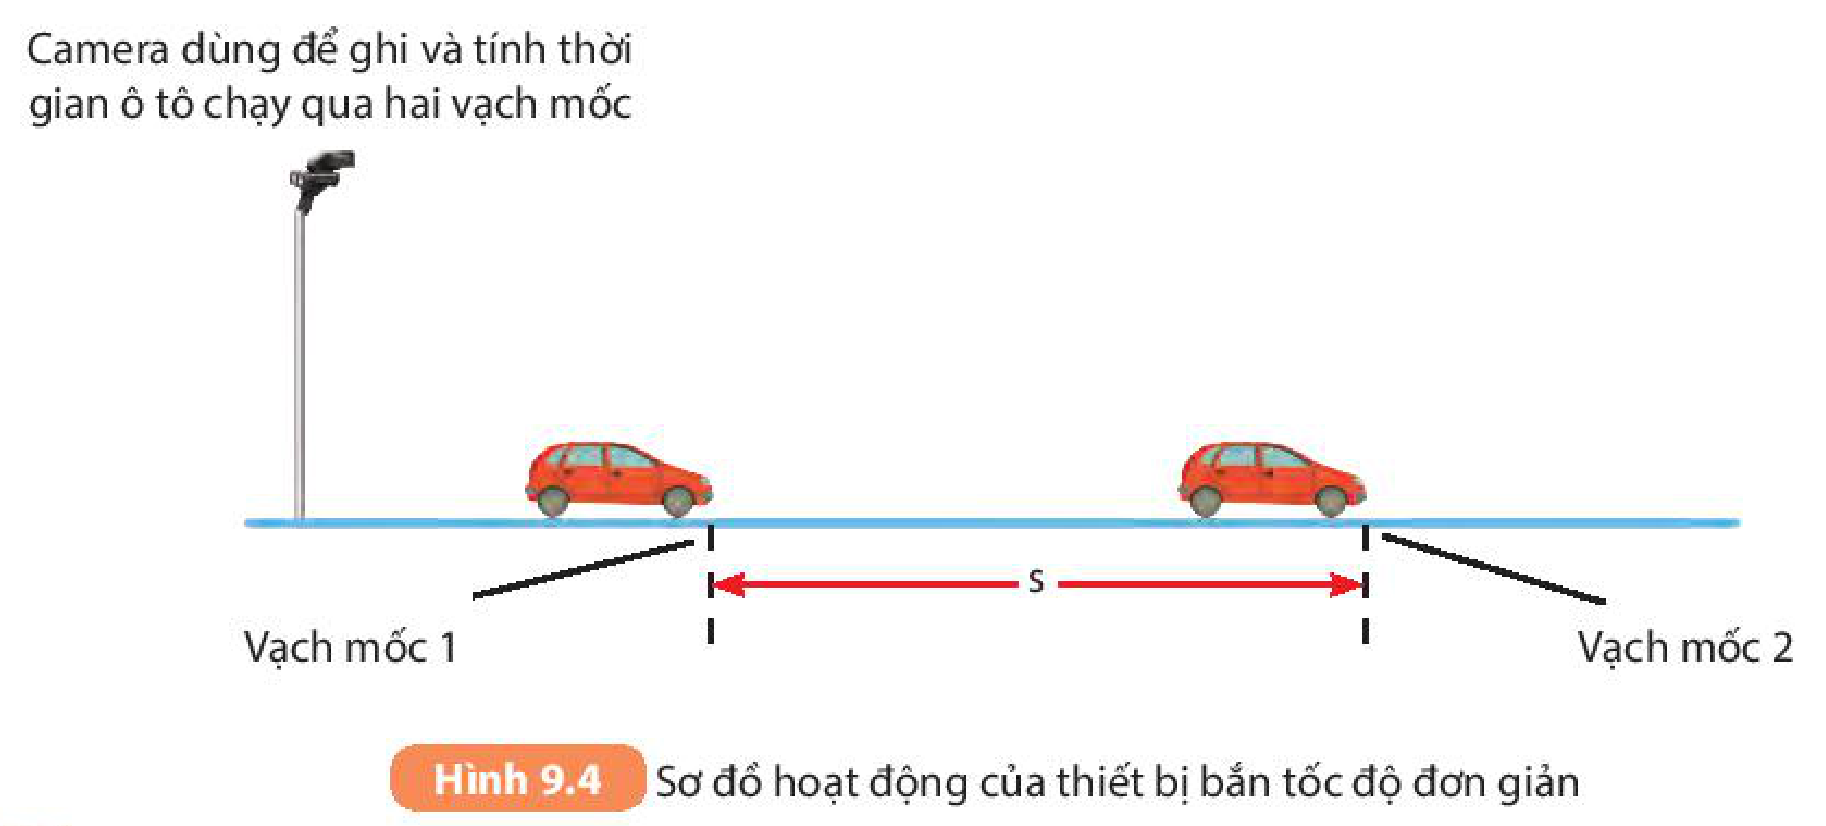 Camera dùng để ghi và tính thời
gian ô tô chạy qua hai vạch mốc
s
Vạch mốc 1
Vạch mốc 2
Hình 9.4 Sơ đồ hoạt động của thiết bị bắn tốc độ đơn giản